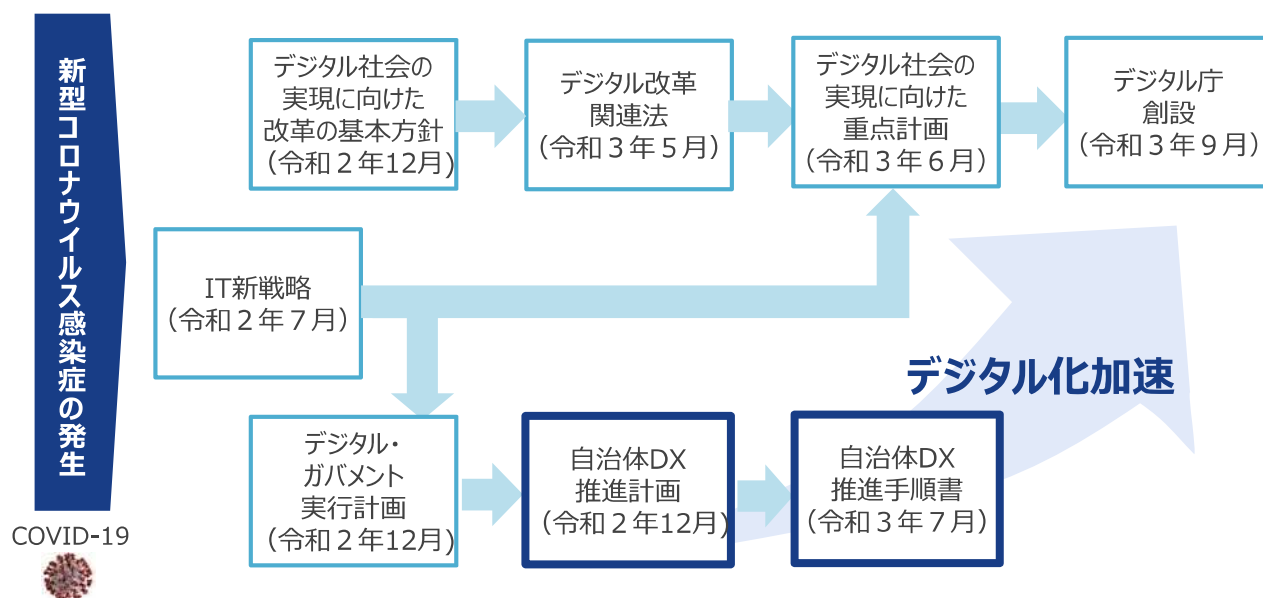 新型コロナウイルス感染症の発生
COVID-19
デジタル社会の
実現に向けた
改革の基本方針
（令和２年12月）
デジタル改革
関連法
（令和３年５月）
デジタル社会の
実現に向けた
重点計画
（令和３年６月）
デジタル庁
創設
（令和３年９月）
IT新戦略
（令和２年７月）
デジタル化加速
デジタル・
ガバメント
実行計画
（令和２年12月）
自治体DX
推進計画
（令和２年12月）
自治体DX
推進手順書
（令和３年７月）